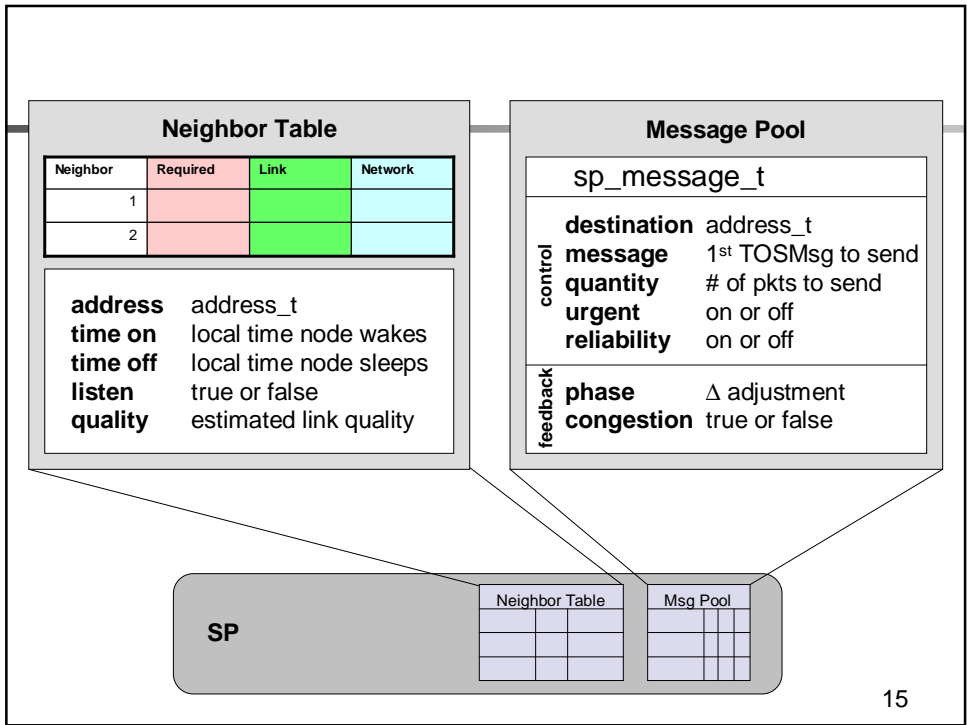 Neighbor Table
Neighbor Required Link Network
1
2
address address_t
time on local time node wakes
time off local time node sleeps
listen true or false
quality estimated link quality
Message Pool
sp_message_t
control
destination address_t
message 1st TOSMsg to send
quantity # of pkts to send
urgent on or off
reliability on or off
feedback
phase Δ adjustment
congestion true or false
SP
Neighbor Table
Msg Pool
15